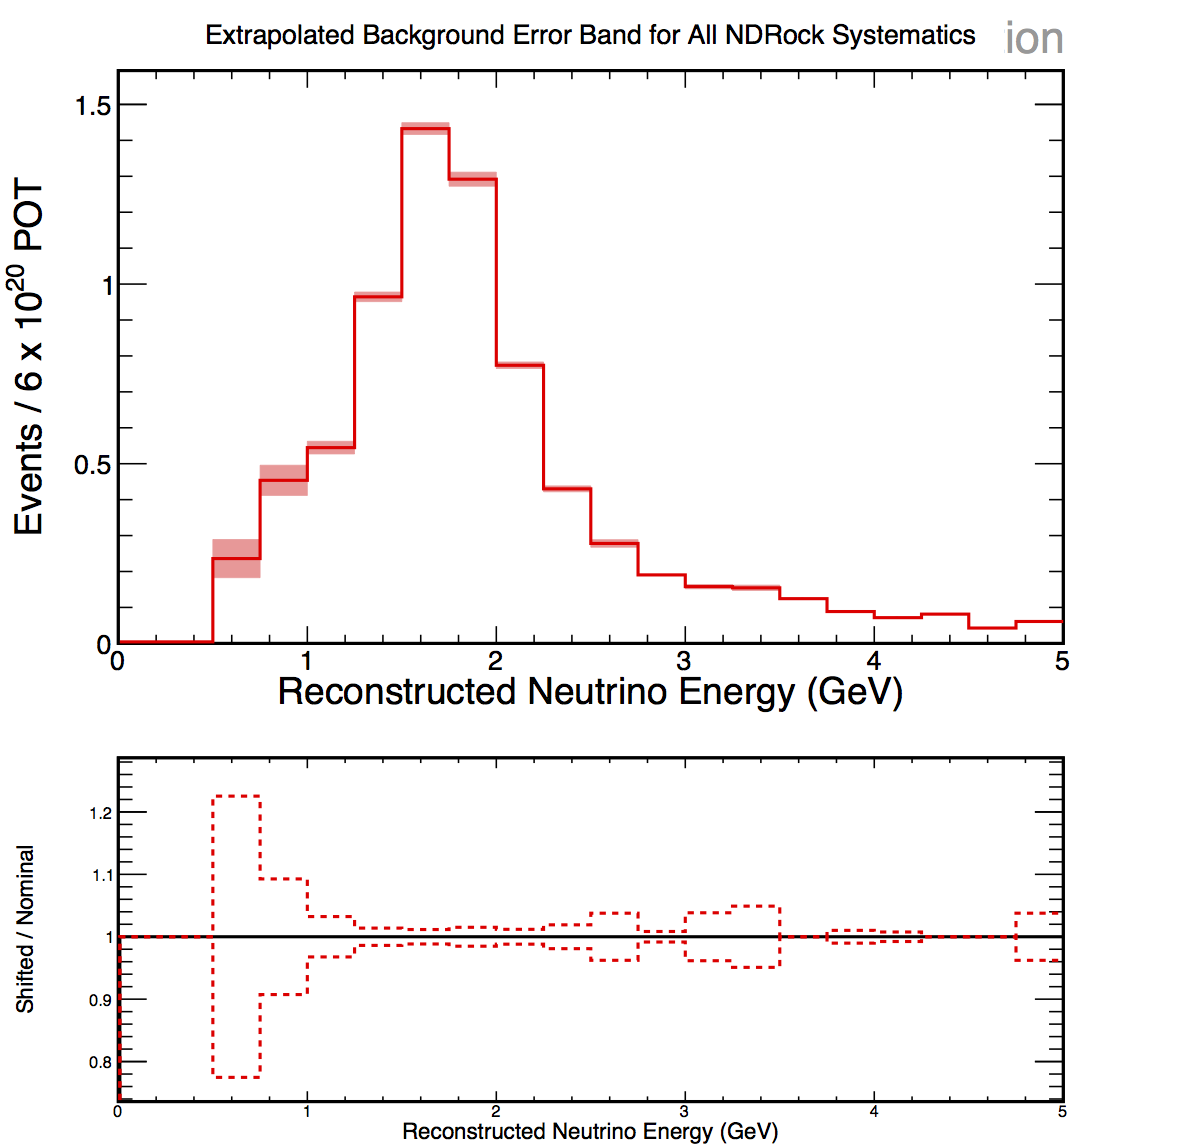 Extrapolated Background Error Band for All NDRock Systematics
ion
1.5
1
0.5
0
Events / 6 x 10²⁰ POT
0 1 2 3 4 5
Reconstructed Neutrino Energy (GeV)
1.2
1.1
1
0.9
0.8
Shifted / Nominal
0 1 2 3 4 5
Reconstructed Neutrino Energy (GeV)